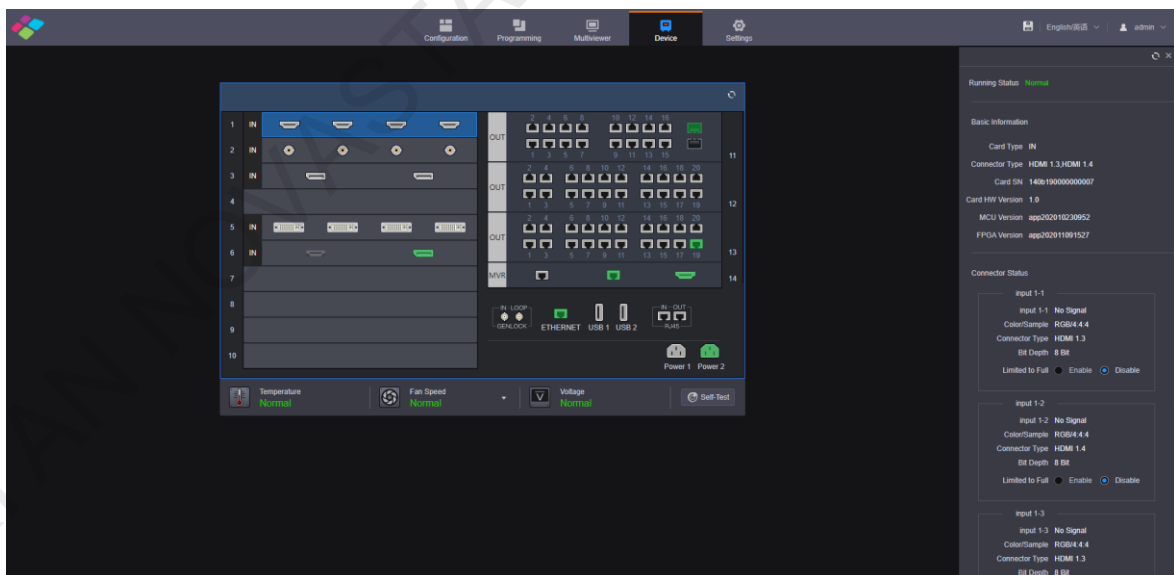 Configuration
Programming
Multiviewer
Device
Settings
English/英语
admin
Running Status Normal
Basic Information
Card Type IN
Connector Type HDMI 1.3,HDMI 1.4
Card SN 140b190000000007
Card HW Version 1.0
MCU Version app202010230952
FPGA Version app202011091527
Connector Status
input 1-1
input 1-1 No Signal
Color/Sample RGB/4:4:4
Connector Type HDMI 1.3
Bit Depth 8 Bit
Limited to Full Enable Disable
input 1-2
input 1-2 No Signal
Color/Sample RGB/4:4:4
Connector Type HDMI 1.4
Bit Depth 8 Bit
Limited to Full Enable Disable
input 1-3
input 1-3 No Signal
Color/Sample RGB/4:4:4
Connector Type HDMI 1.3
Bit Depth 8 Bit
1 IN
2 IN
3 IN
4
5 IN
6 IN
7
8
9
10
2 4 6 8 10 12 14 16
OUT
1 3 5 7 9 11 13 15
11
2 4 6 8 10 12 14 16 18 20
OUT
1 3 5 7 9 11 13 15 17 19
12
2 4 6 8 10 12 14 16 18 20
OUT
1 3 5 7 9 11 13 15 17 19
13
MVR
14
IN LOOP
GENLOCK
ETHERNET
USB 1
USB 2
IN OUT
RJ45
Power 1 Power 2
Temperature
Normal
Fan Speed
Normal
V
Voltage
Normal
Self-Test